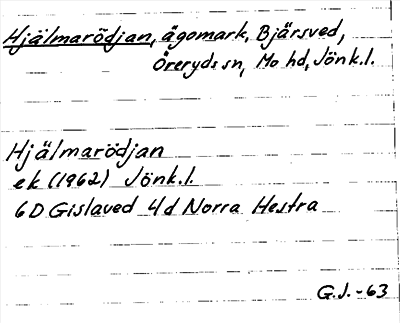 Hjälmarödjan, ägomark, Bjärsved,
Öreryds sn, Mo hd, Jönk.l.
Hjälmarödjan
ek (1962) Jönk.l.
6D Gislaved 4d Norra Hestra
G.J.-63